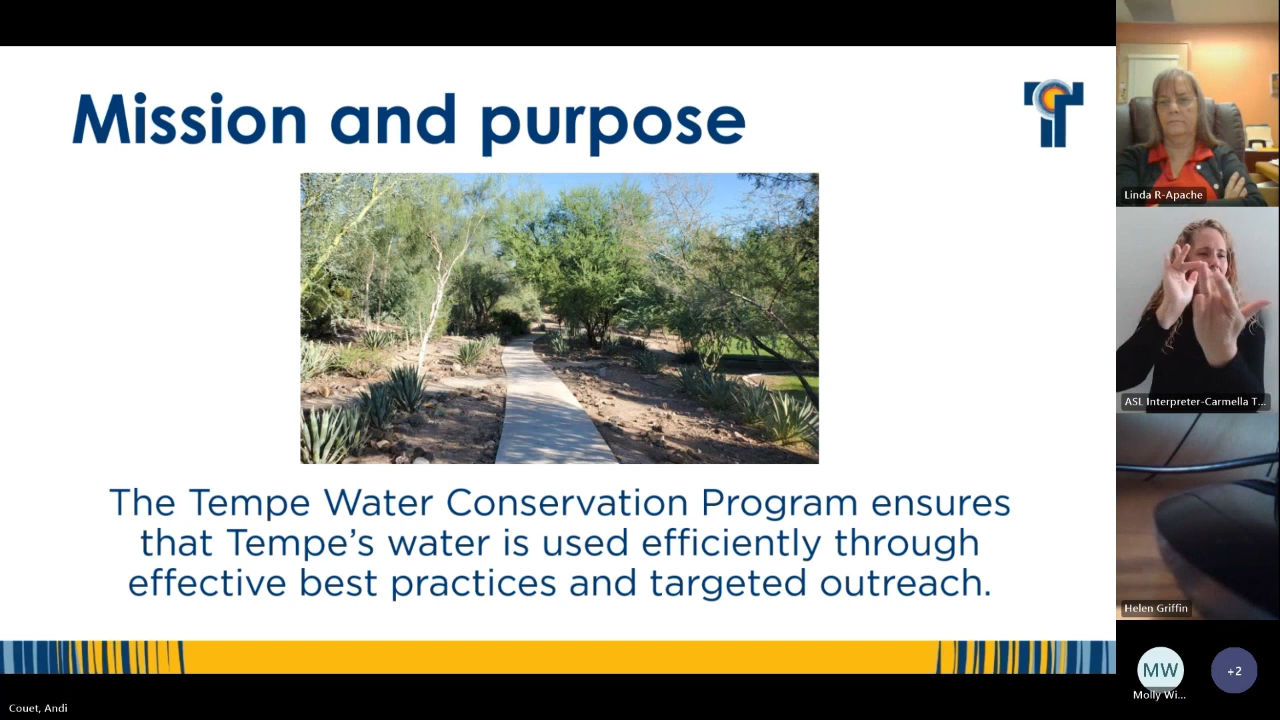 Mission and purpose
The Tempe Water Conservation Program ensures
that Tempe's water is used efficiently through
effective best practices and targeted outreach.
Linda R-Apache
ASL Interpreter-Carmella T...
Helen Griffin
MW
Molly Wi...
+2
Couet, Andi